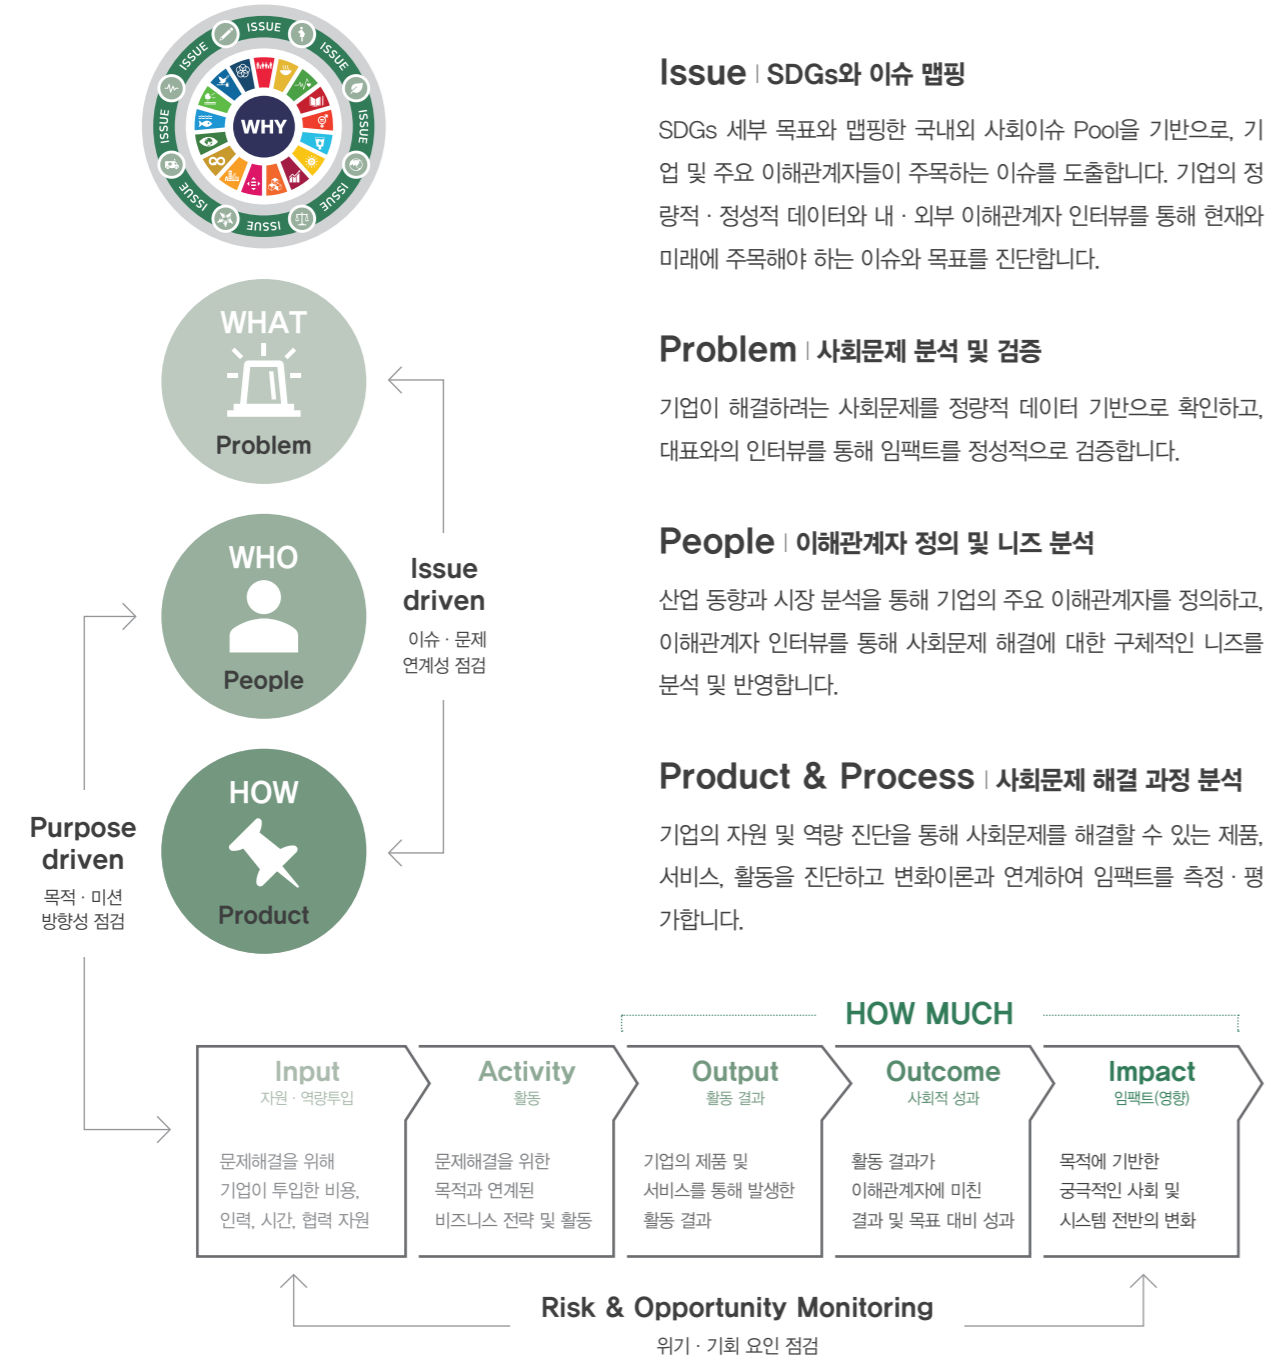 ISSUE
ISSUE
ISSUE
ISSUE
ISSUE
ISSUE
ISSUE
ISSUE
WHY
Issue | SDGs와 이슈 맵핑
SDGs 세부 목표와 맵핑한 국내외 사회이슈 Pool을 기반으로, 기
업 및 주요 이해관계자들이 주목하는 이슈를 도출합니다. 기업의 정
량적 · 정성적 데이터와 내 · 외부 이해관계자 인터뷰를 통해 현재와
미래에 주목해야 하는 이슈와 목표를 진단합니다.
WHAT
Problem
Problem | 사회문제 분석 및 검증
기업이 해결하려는 사회문제를 정량적 데이터 기반으로 확인하고,
대표와의 인터뷰를 통해 임팩트를 정성적으로 검증합니다.
WHO
People
Issue
driven
이슈 · 문제
연계성 점검
People | 이해관계자 정의 및 니즈 분석
산업 동향과 시장 분석을 통해 기업의 주요 이해관계자를 정의하고,
이해관계자 인터뷰를 통해 사회문제 해결에 대한 구체적인 니즈를
분석 및 반영합니다.
HOW
Product
Purpose
driven
목적 · 미션
방향성 점검
Product & Process | 사회문제 해결 과정 분석
기업의 자원 및 역량 진단을 통해 사회문제를 해결할 수 있는 제품,
서비스, 활동을 진단하고 변화이론과 연계하여 임팩트를 측정 · 평
가합니다.
HOW MUCH
Input
자원 · 역량투입
문제해결을 위해
기업이 투입한 비용,
인력, 시간, 협력 자원
Activity
활동
문제해결을 위한
목적과 연계된
비즈니스 전략 및 활동
Output
활동 결과
기업의 제품 및
서비스를 통해 발생한
활동 결과
Outcome
사회적 성과
활동 결과가
이해관계자에 미친
결과 및 목표 대비 성과
Impact
임팩트(영향)
목적에 기반한
궁극적인 사회 및
시스템 전반의 변화
Risk & Opportunity Monitoring
위기 · 기회 요인 점검